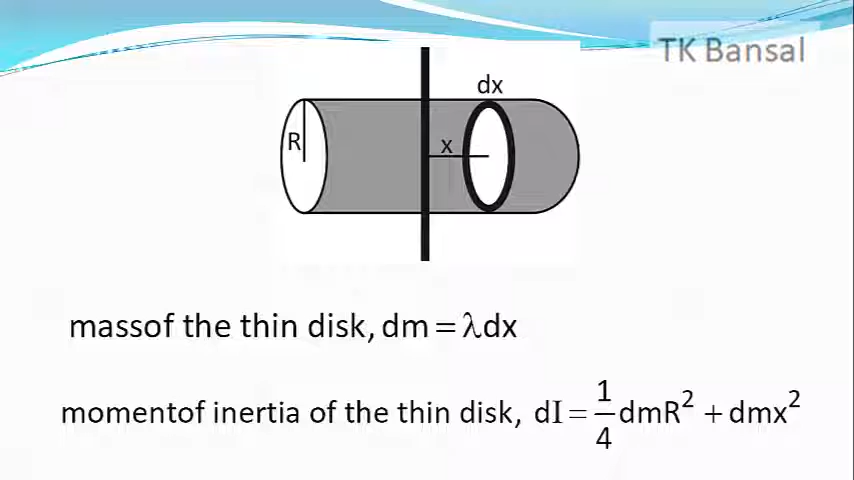 TK Bansal
dx
R
x
massof the thin disk, dm = λdx
momentof inertia of the thin disk, dI = 1/4 dmR² + dmx²